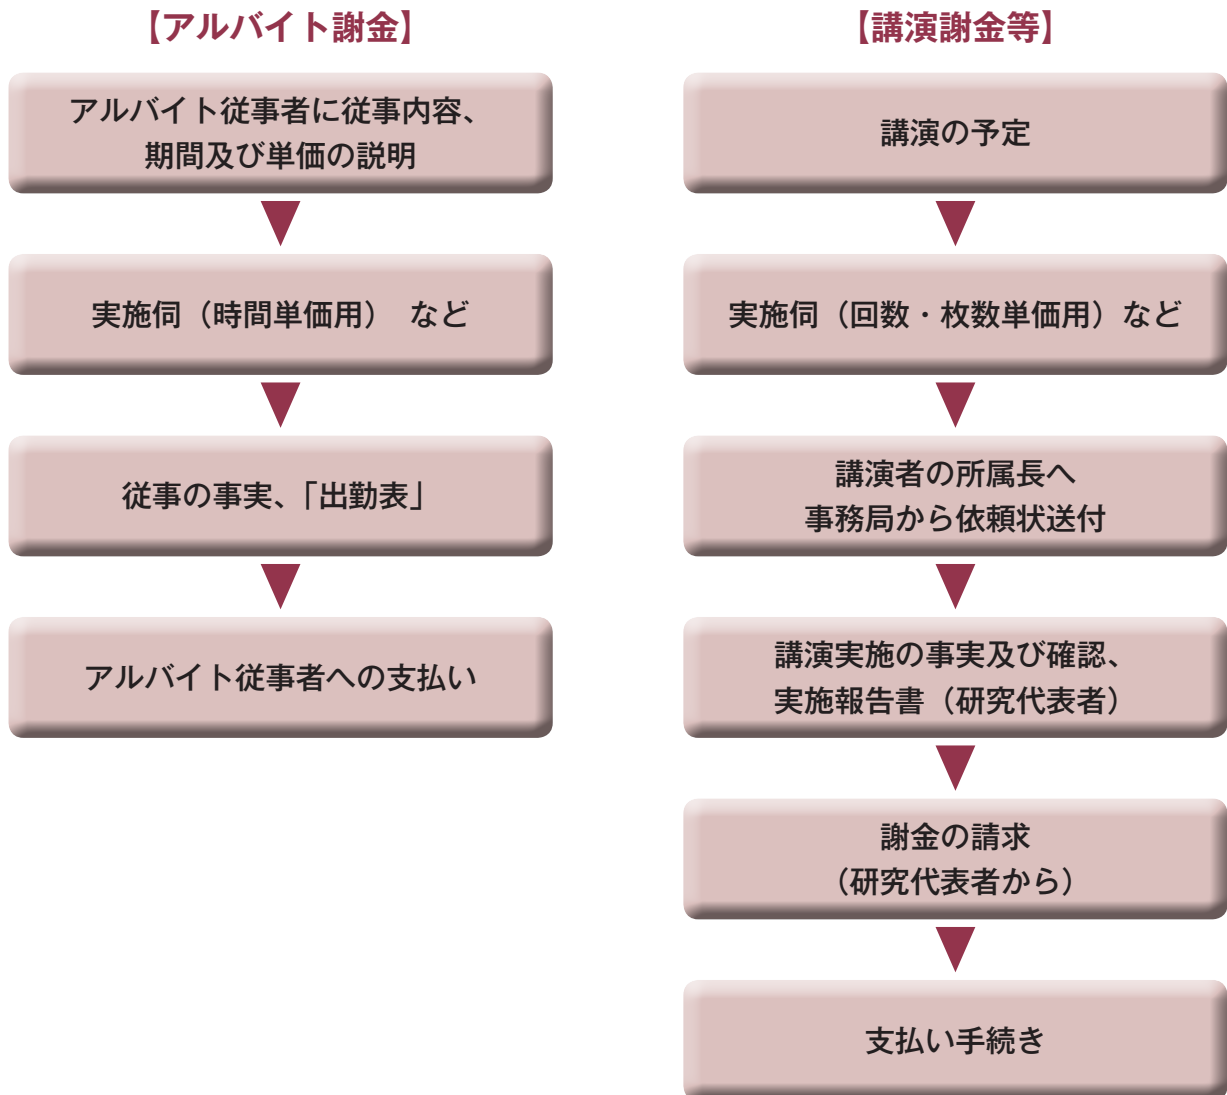 【アルバイト謝金】
アルバイト従事者に従事内容、
期間及び単価の説明
実施伺（時間単価用） など
従事の事実、「出勤表」
アルバイト従事者への支払い
【講演謝金等】
講演の予定
実施伺（回数・枚数単価用）など
講演者の所属長へ
事務局から依頼状送付
講演実施の事実及び確認、
実施報告書（研究代表者）
謝金の請求
（研究代表者から）
支払い手続き